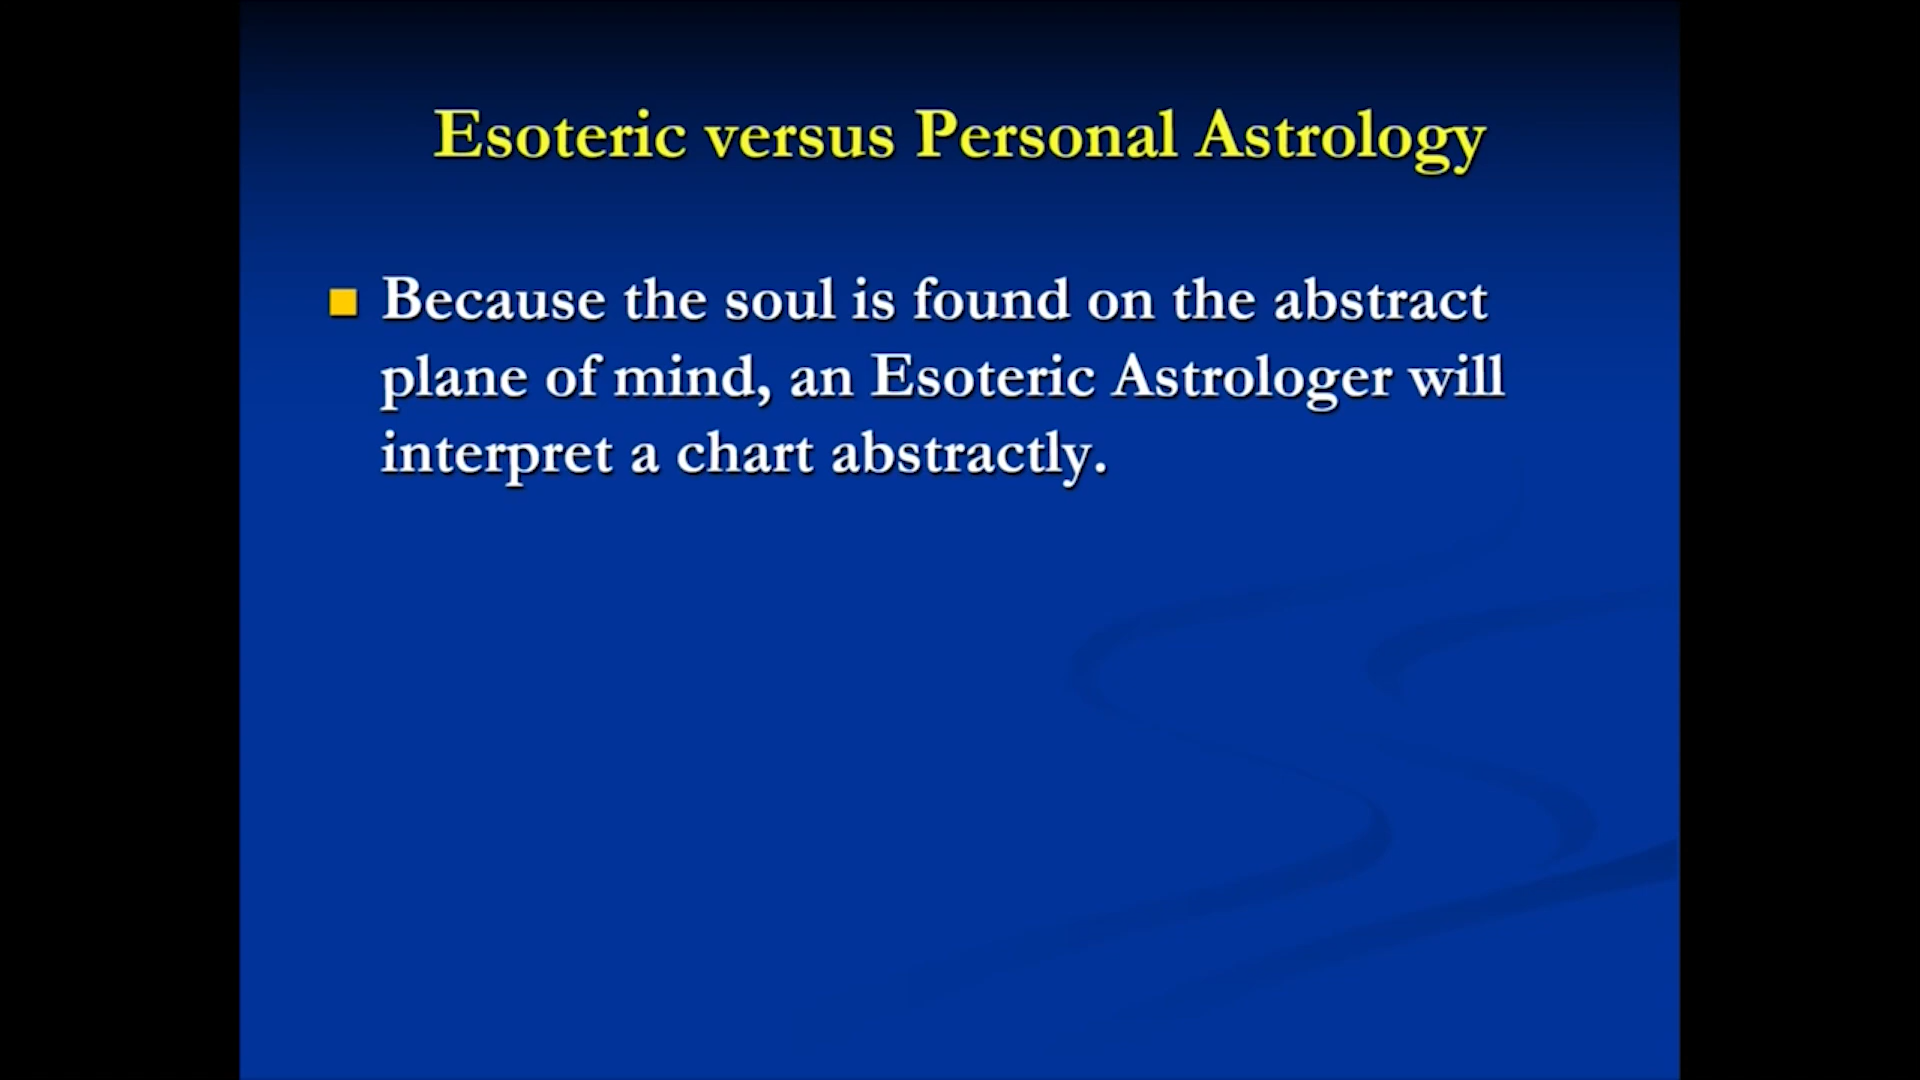 Esoteric versus Personal Astrology
Because the soul is found on the abstract
plane of mind, an Esoteric Astrologer will
interpret a chart abstractly.